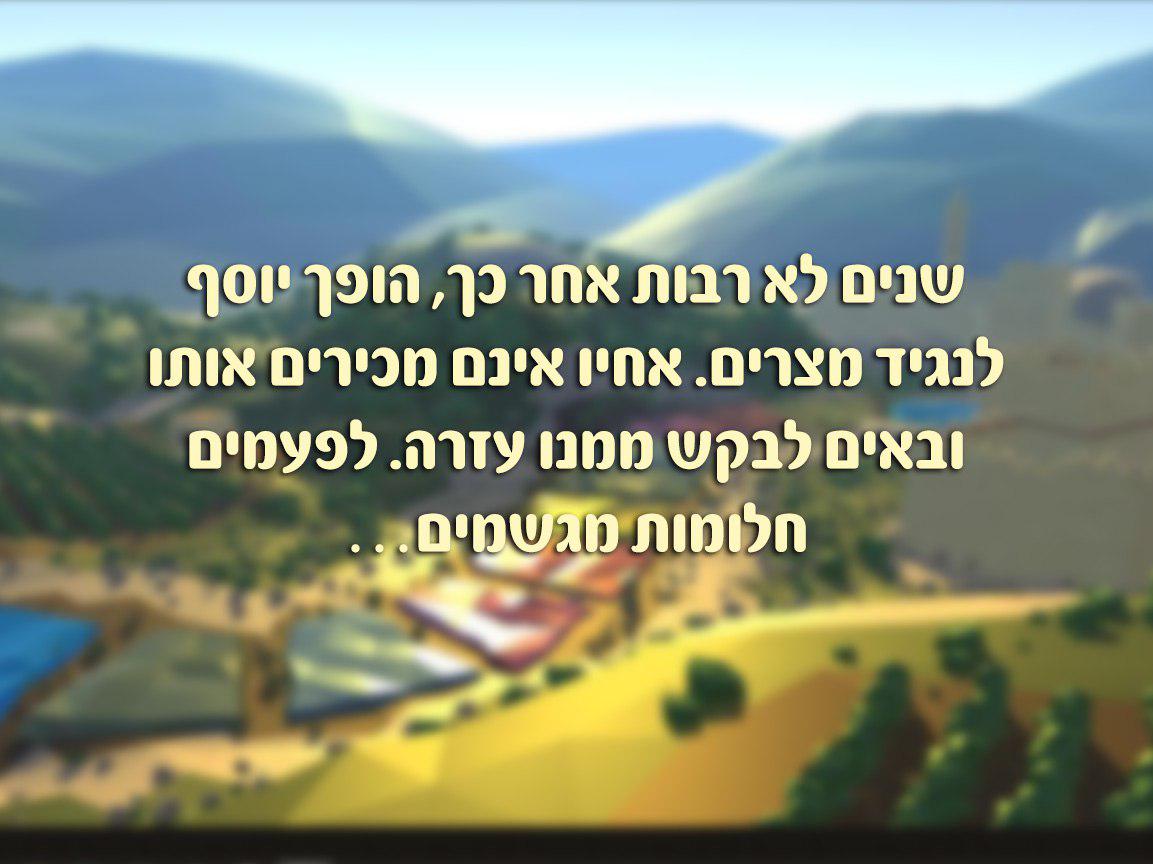 שנים לא רבות אחר כך, הופך יוסף
לנגיד מצרים. אחיו אינם מכירים אותו
ובאים לבקש ממנו עזרה. לפעמים
חלומות מגשמים...